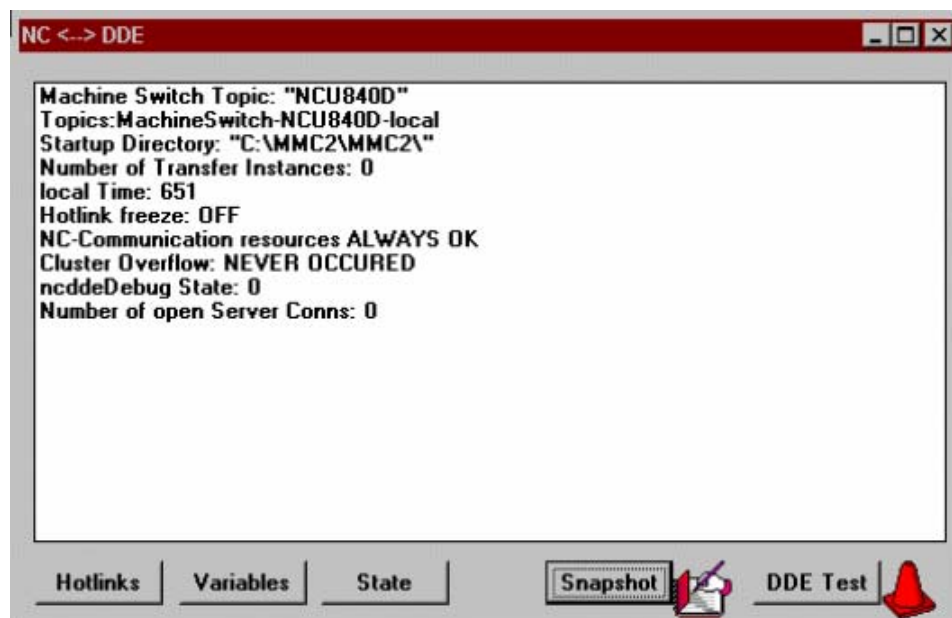 NC <--> DDE
Machine Switch Topic: "NCU840D"
Topics:MachineSwitch-NCU840D-local
Startup Directory: "C:\MMC2\MMC2\"
Number of Transfer Instances: 0
local Time: 651
Hotlink freeze: OFF
NC-Communication resources ALWAYS OK
Cluster Overflow: NEVER OCCURED
ncddeDebug State: 0
Number of open Server Conns: 0
Hotlinks Variables State Snapshot DDE Test